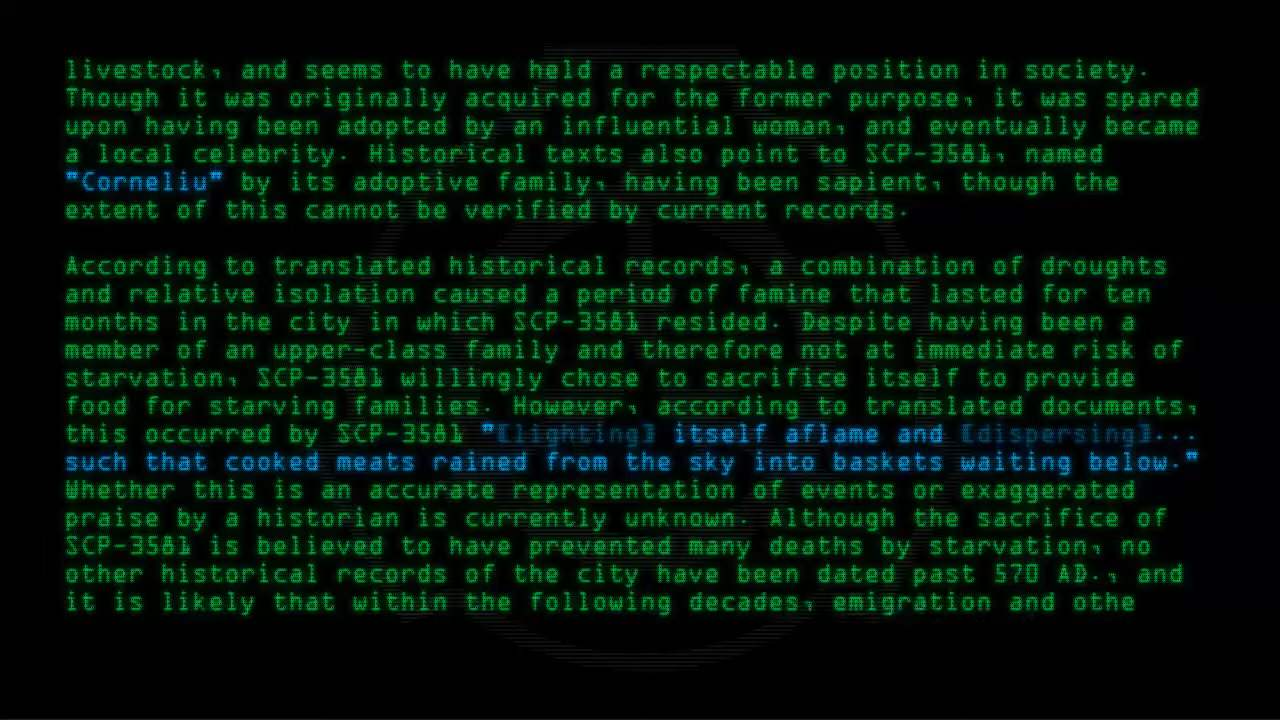 livestock, and seems to have held a respectable position in society.
Though it was originally acquired for the former purpose, it was spared
upon having been adopted by an influential woman, and eventually became
a local celebrity. Historical texts also point to SCP-3581, named
"Corneliu" by its adoptive family, having been sapient, though the
extent of this cannot be verified by current records.
According to translated historical records, a combination of droughts
and relative isolation caused a period of famine that lasted for ten
months in the city in which SCP-3581 resided. Despite having been a
member of an upper-class family and therefore not at immediate risk of
starvation, SCP-3581 willingly chose to sacrifice itself to provide
food for starving families. However, according to translated documents,
this occurred by SCP-3581 "[lighting] itself aflame and [dispersing]...
such that cooked meats rained from the sky into baskets waiting below."
Whether this is an accurate representation of events or exaggerated
praise by a historian is currently unknown. Although the sacrifice of
SCP-3581 is believed to have prevented many deaths by starvation, no
other historical records of the city have been dated past 570 AD., and
it is likely that within the following decades, emigration and othe